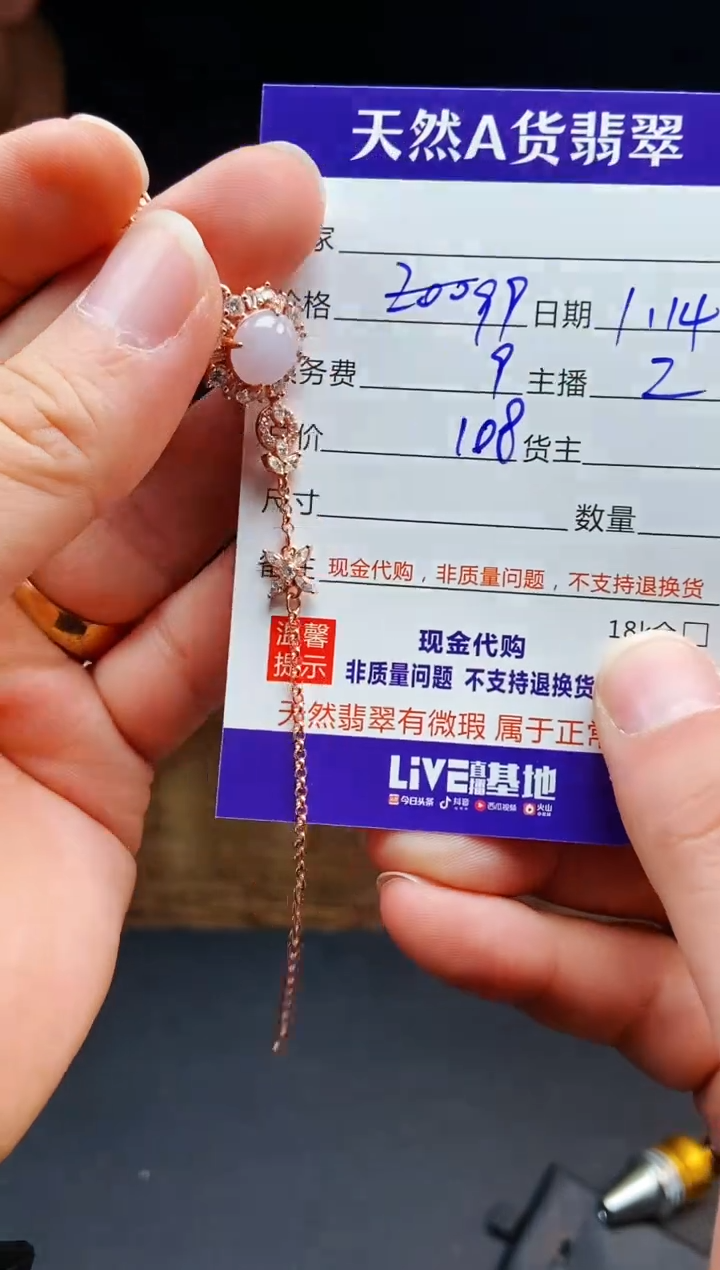 天然A货翡翠
家
价格 20099 日期 1.14
服务费 9 主播 2
价 108 货主
尺寸 数量
备注 现金代购，非质量问题，不支持退换货
18k金
温馨提示
现金代购
非质量问题 不支持退换货
天然翡翠有微瑕 属于正常
LiVE直播基地
今日头条 抖音 西瓜视频 火山